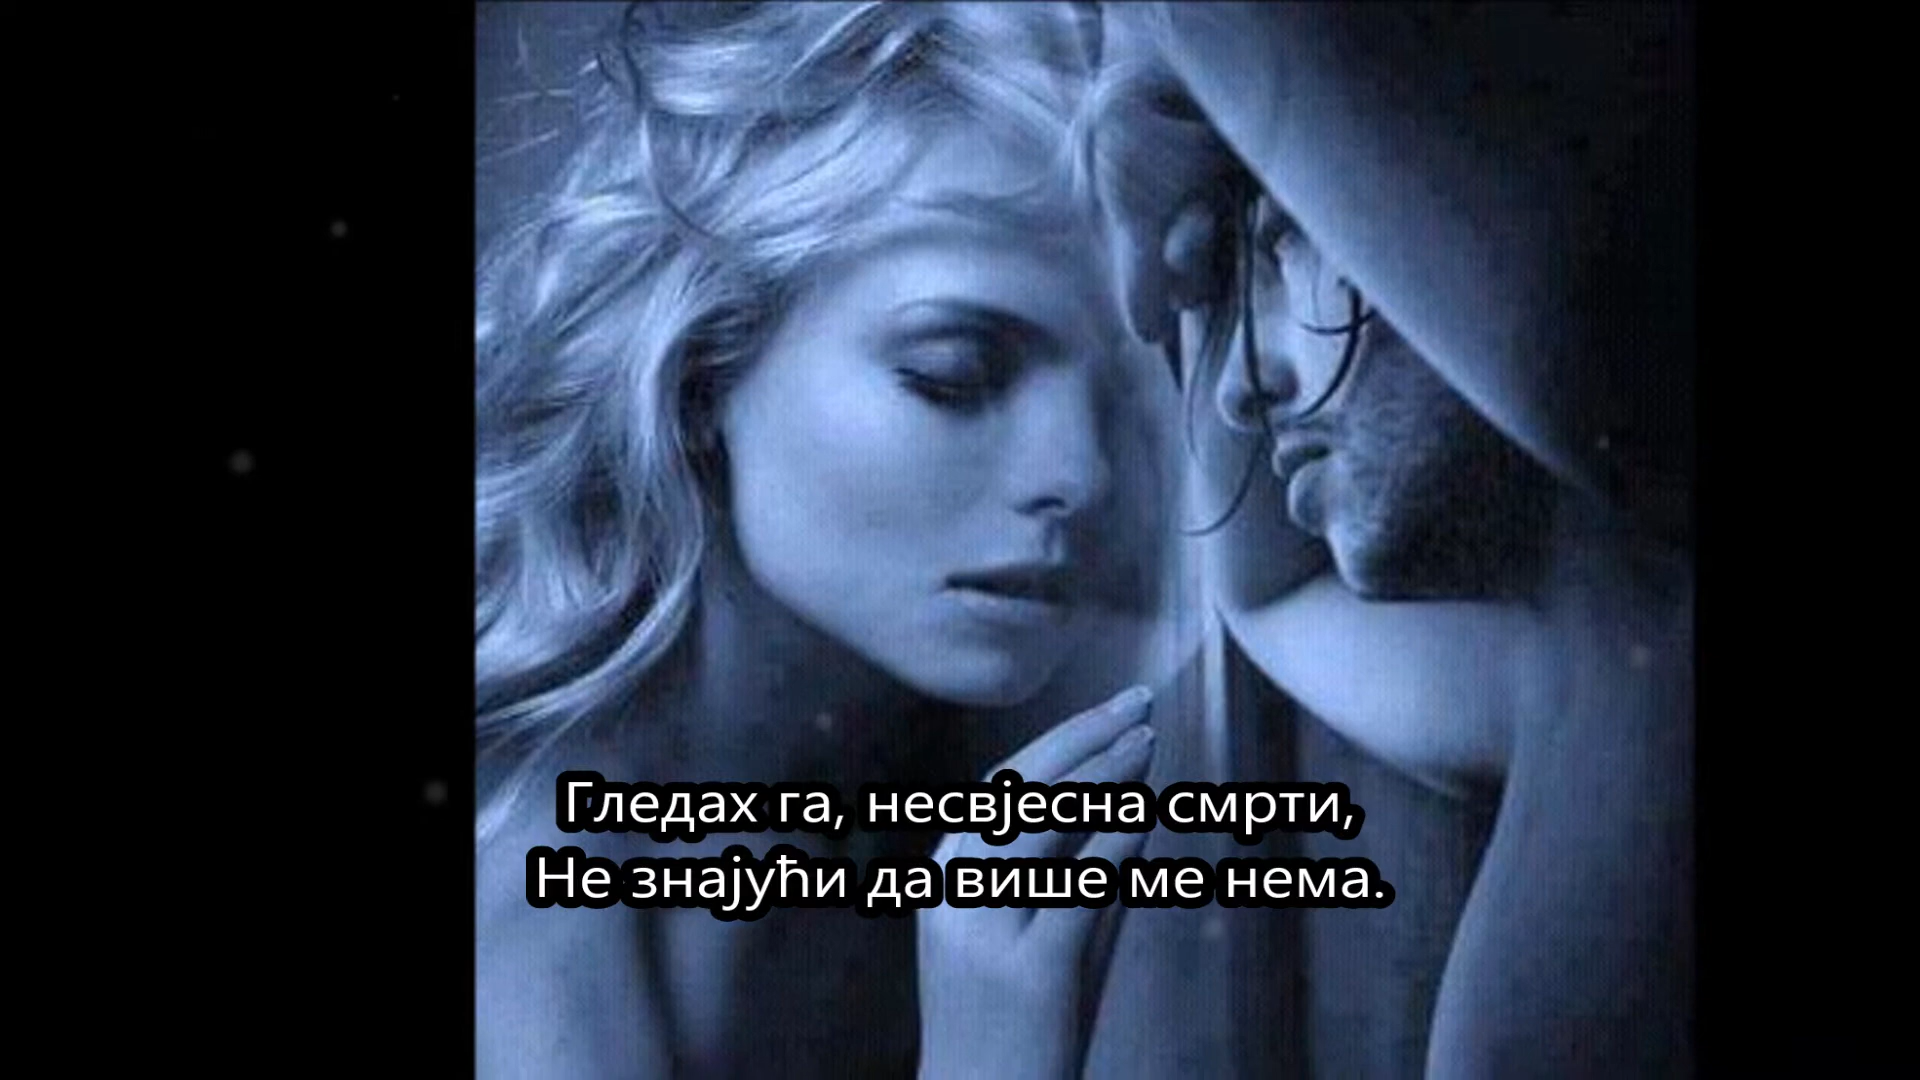 Гледах га, несвјесна смрти,
Не знајући да више ме нема.